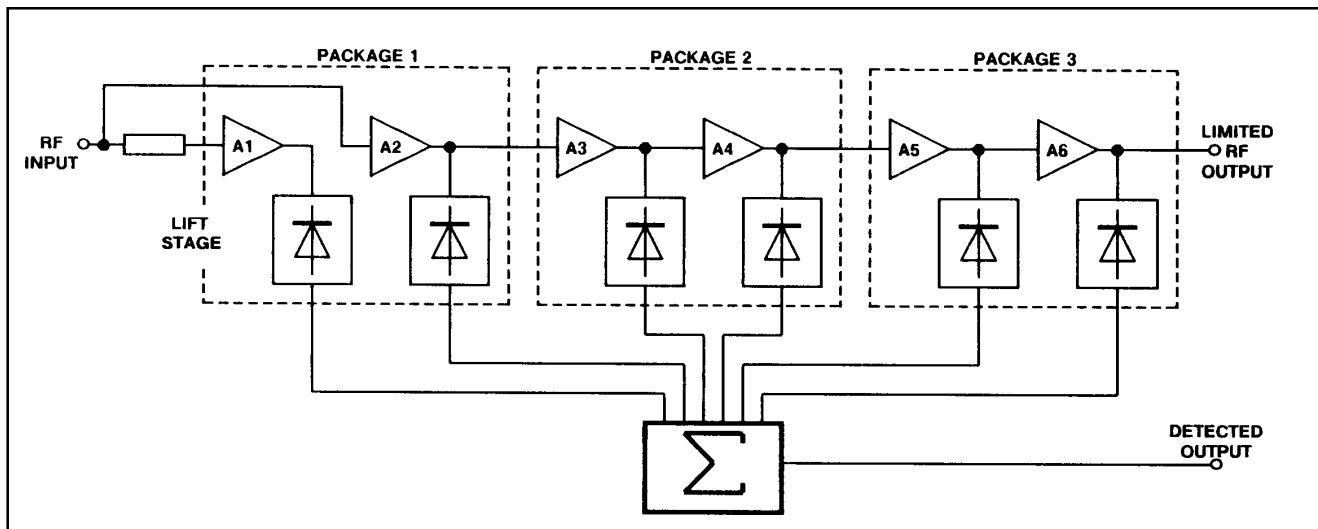 PACKAGE 1
PACKAGE 2
PACKAGE 3
RF
INPUT
A1
A2
A3
A4
A5
A6
LIMITED
RF
OUTPUT
LIFT
STAGE
Σ
DETECTED
OUTPUT